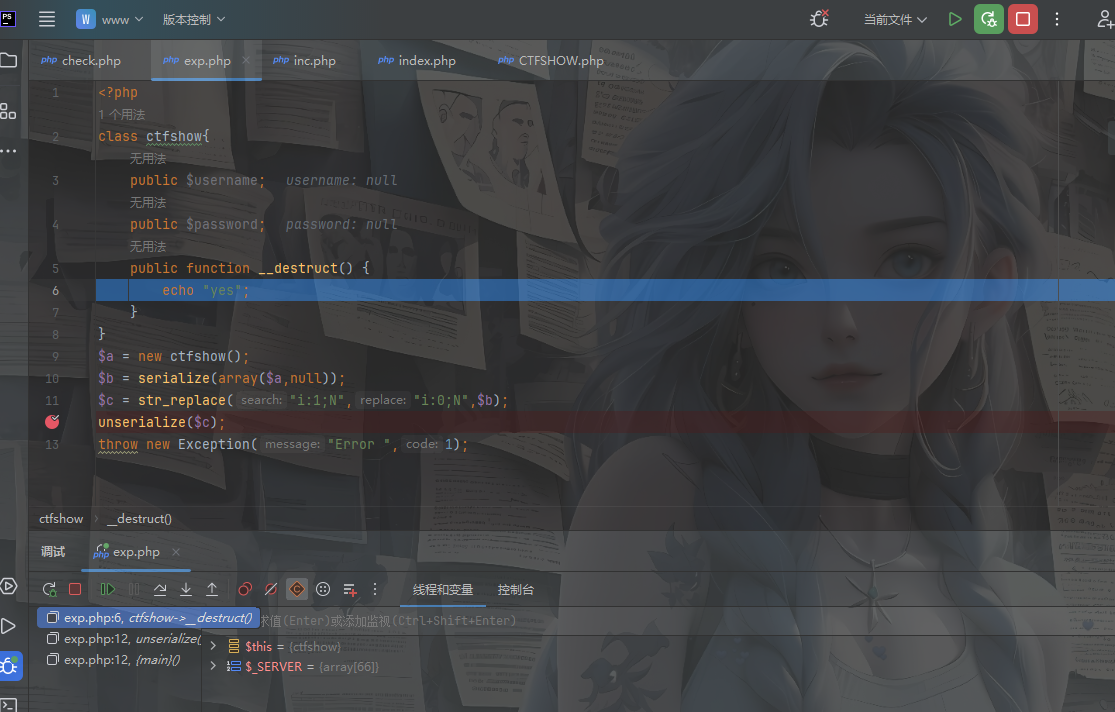 PS
W www 版本控制 当前文件
php check.php php exp.php php inc.php php index.php php CTFSHOW.php
1 <?php
1 个用法
2 class ctfshow{
无用法
3 public $username; username: null
无用法
4 public $password; password: null
无用法
5 public function __destruct() {
6 echo "yes";
7 }
8 }
9 $a = new ctfshow();
10 $b = serialize(array($a,null));
11 $c = str_replace( search: "i:1;N", replace: "i:0;N",$b);
unserialize($c);
13 throw new Exception( message: "Error ", code: 1);
ctfshow > __destruct()
调试 php exp.php
线程和变量 控制台
exp.php:6, ctfshow->__destruct()
求值(Enter)或添加监视(Ctrl+Shift+Enter)
exp.php:12, unserialize(
$this = {ctfshow}
exp.php:12, {main}()
$_SERVER = {array[66]}